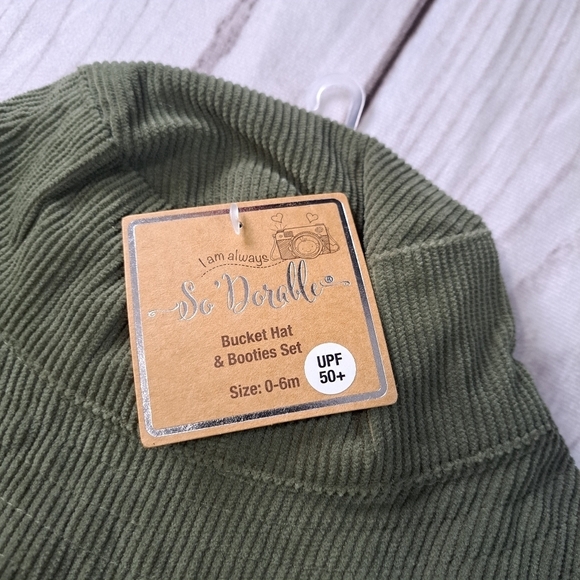 I am always
So'Dorable®
Bucket Hat
& Booties Set
Size: 0-6m
UPF
50+